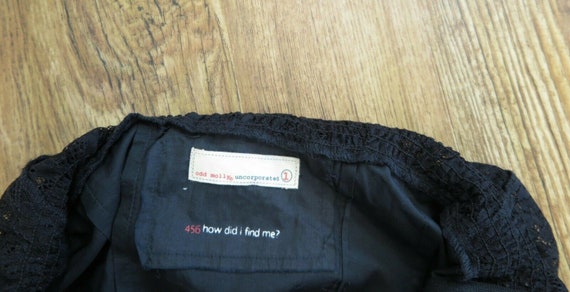 odd molly, uncorporated 1
456 how did i find me?